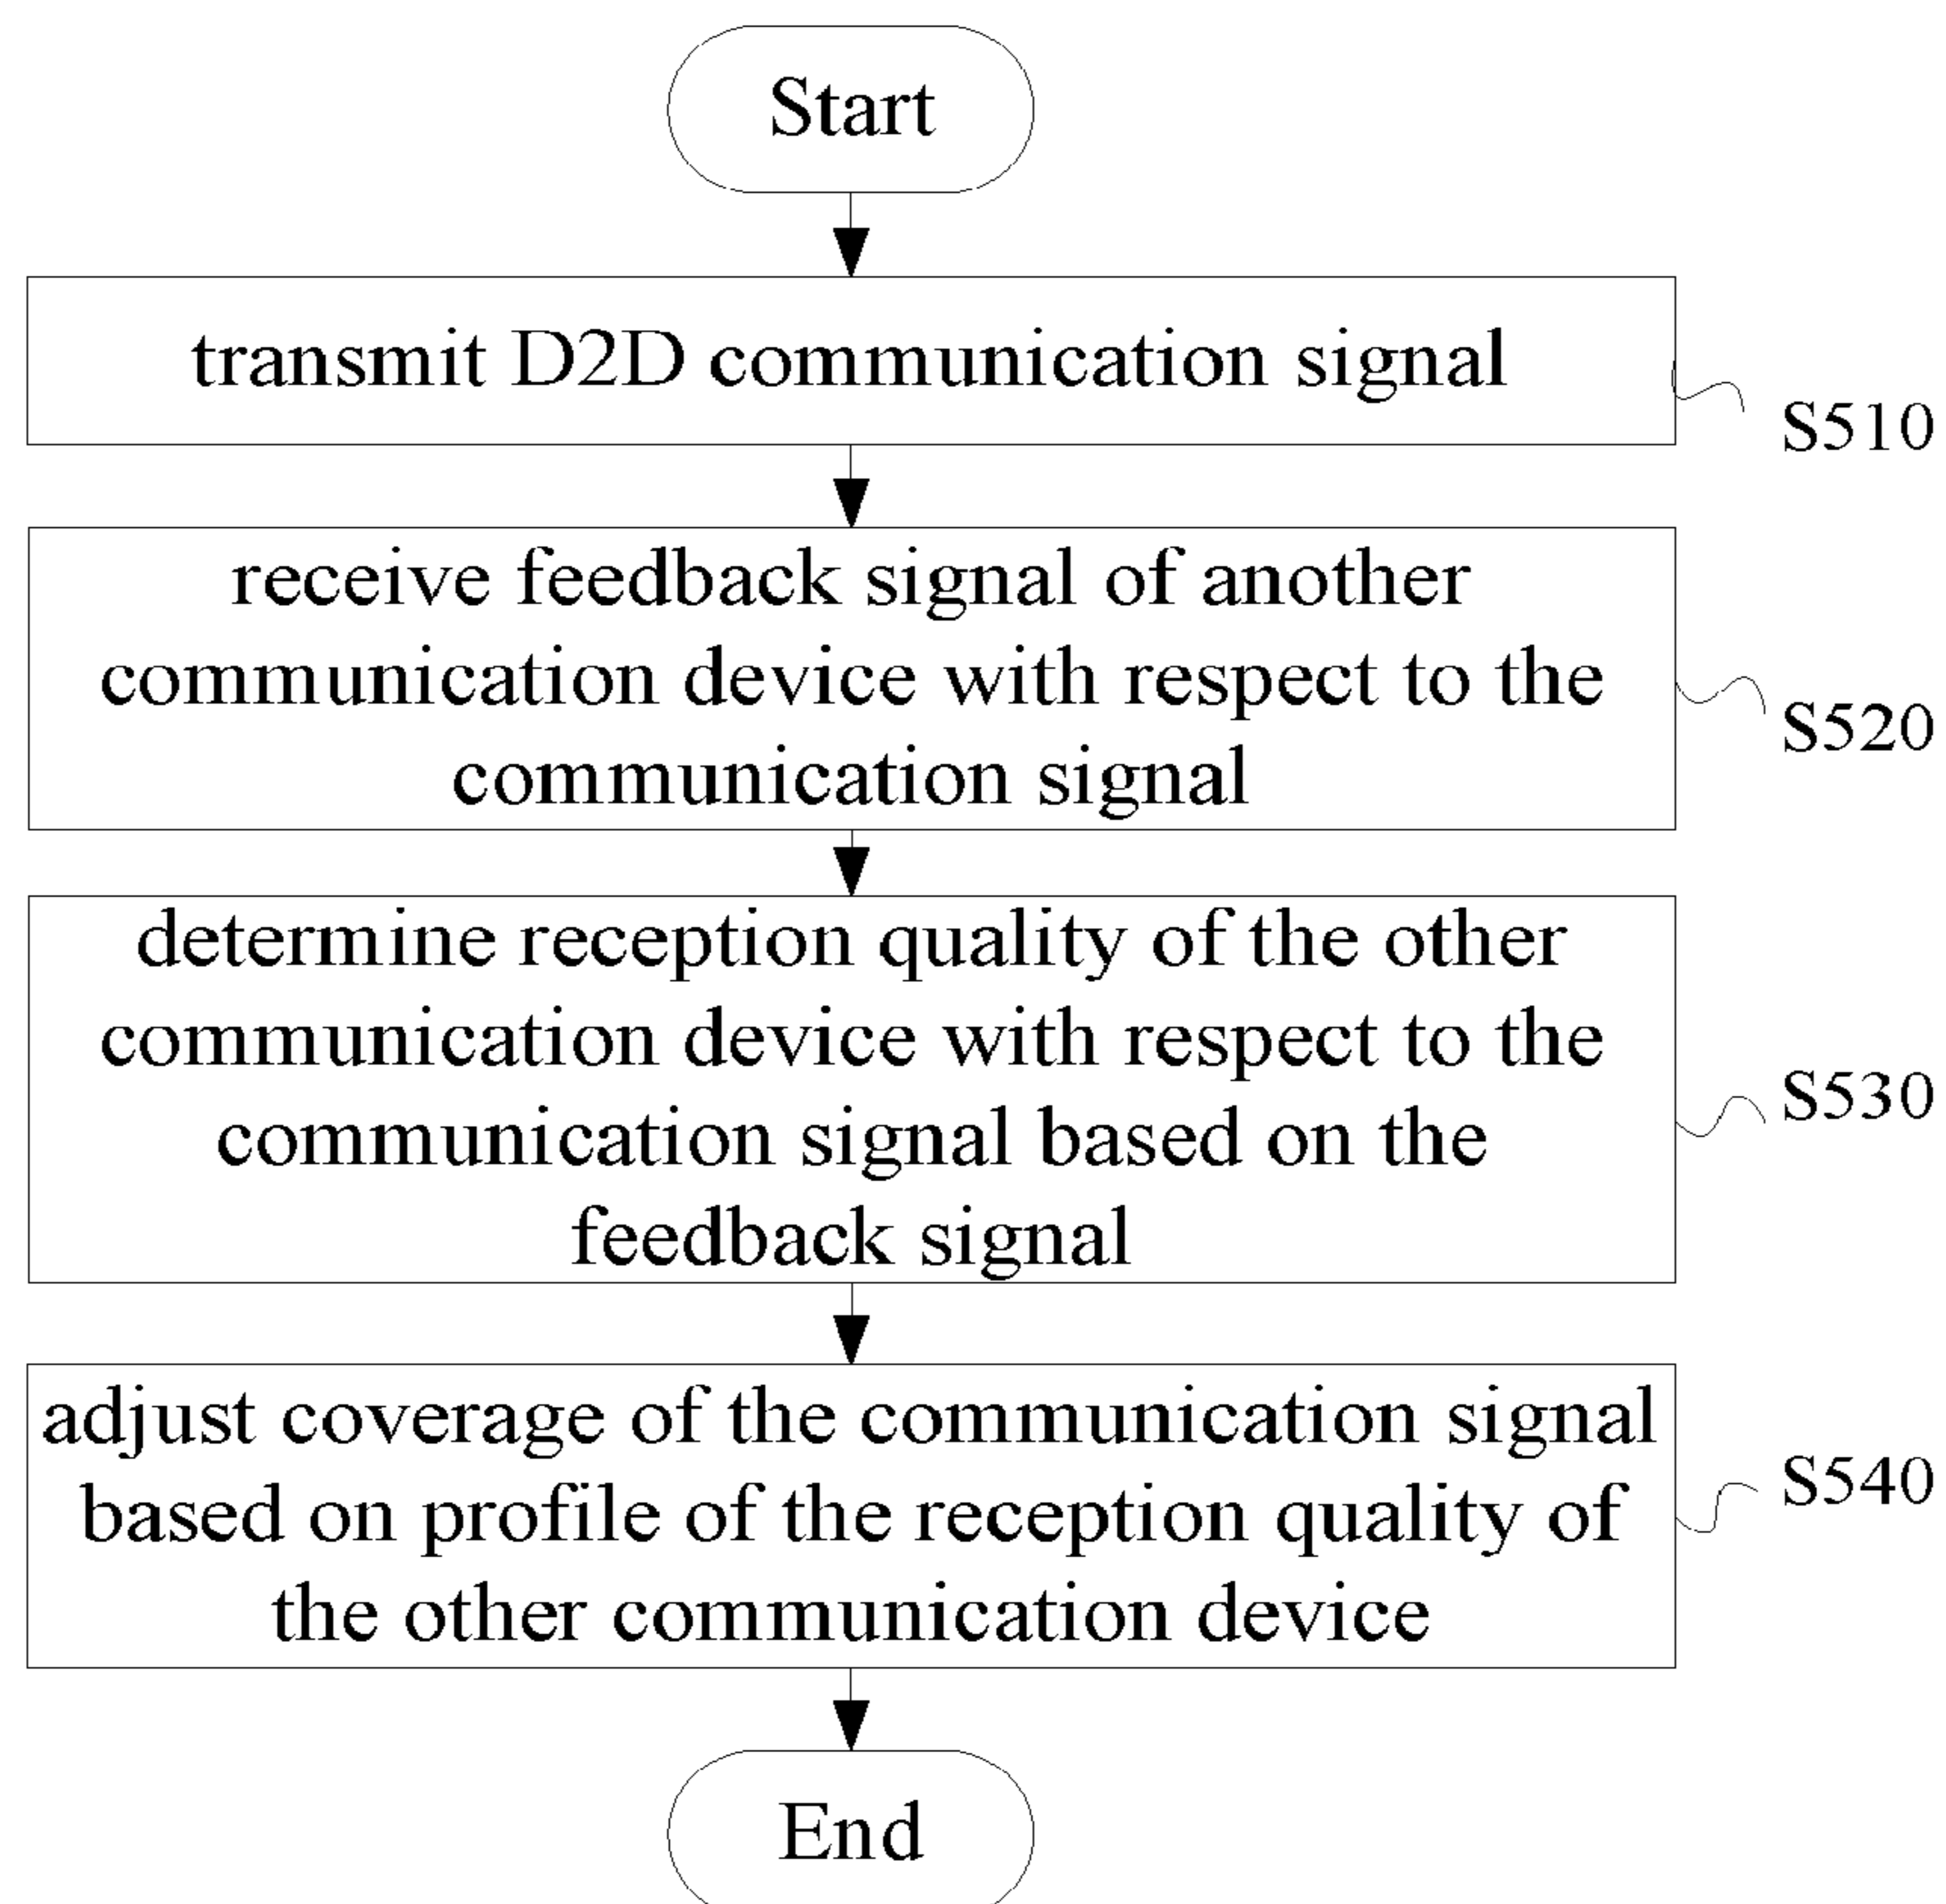 Start
transmit D2D communication signal
S510
receive feedback signal of another
communication device with respect to the
communication signal
S520
determine reception quality of the other
communication device with respect to the
communication signal based on the
feedback signal
S530
adjust coverage of the communication signal
based on profile of the reception quality of
the other communication device
S540
End